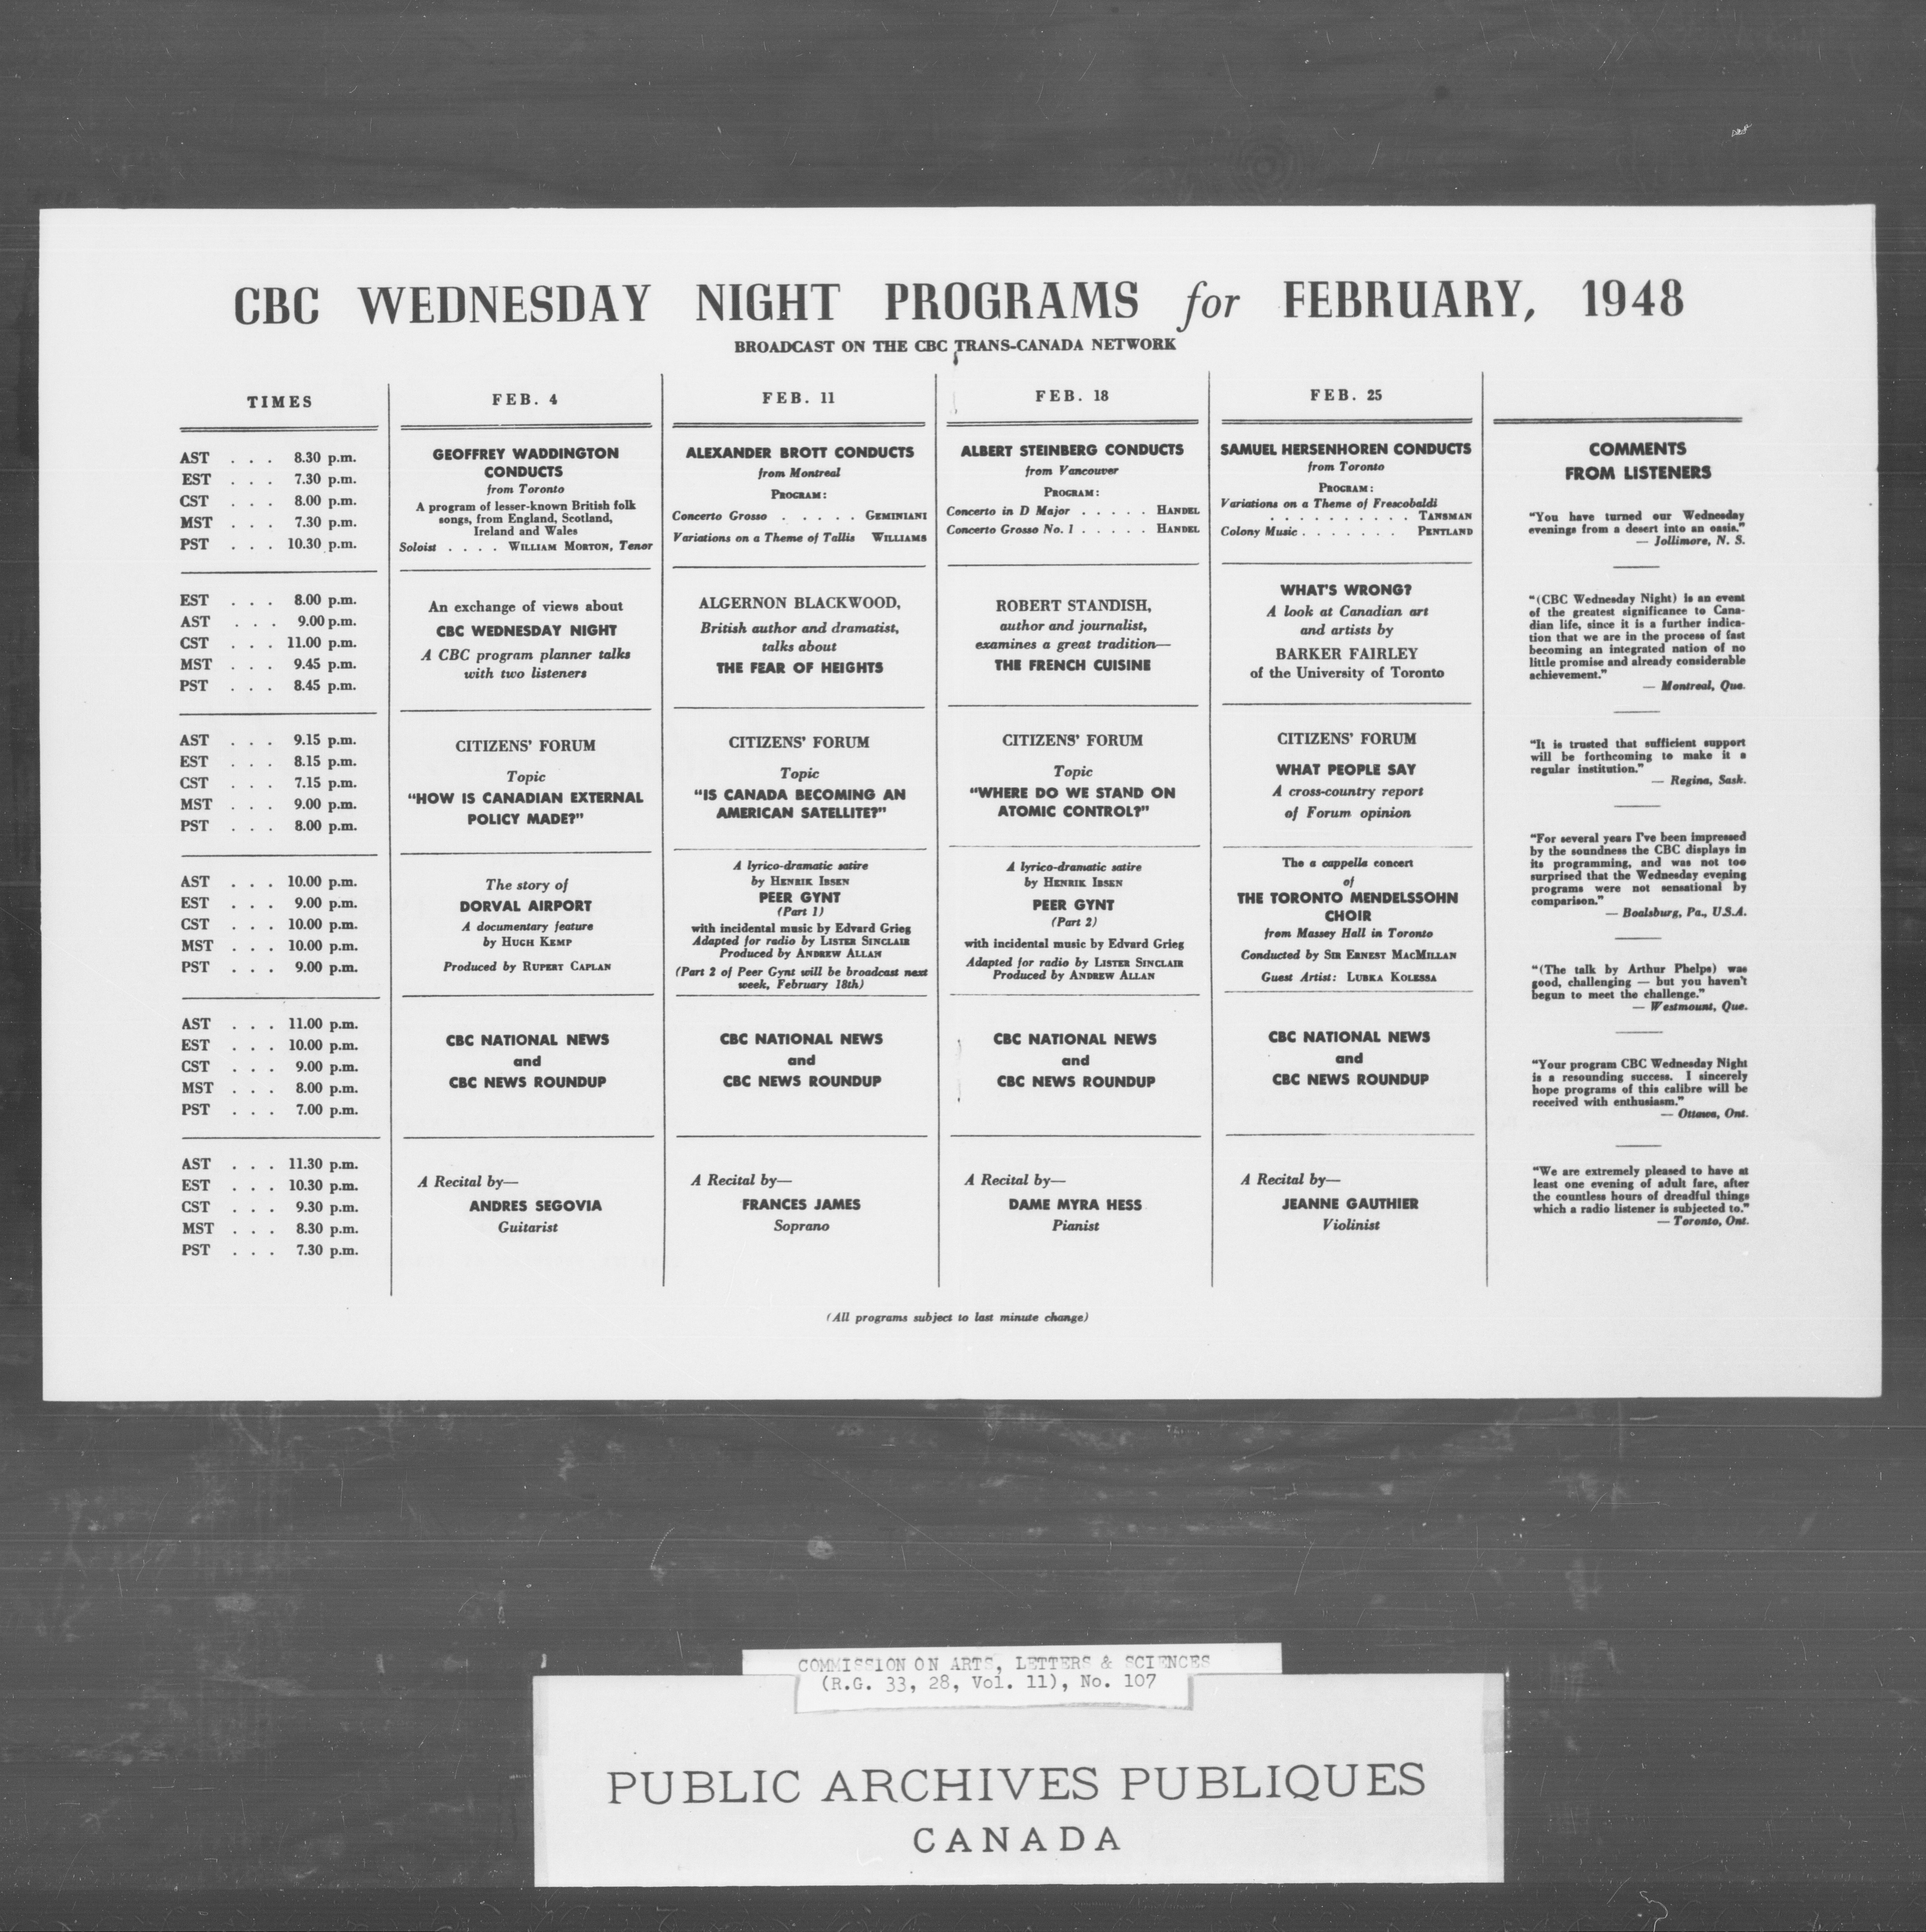 CBC WEDNESDAY NIGHT PROGRAMS for FEBRUARY, 1948
BROADCAST ON THE CBC TRANS-CANADA NETWORK
TIMES
AST . . . 8.30 p.m.
EST . . . 7.30 p.m.
CST . . . 8.00 p.m.
MST . . . 7.30 p.m.
PST . . . 10.30 p.m.
EST . . . 8.00 p.m.
AST . . . 9.00 p.m.
CST . . . 11.00 p.m.
MST . . . 9.45 p.m.
PST . . . 8.45 p.m.
AST . . . 9.15 p.m.
EST . . . 8.15 p.m.
CST . . . 7.15 p.m.
MST . . . 9.00 p.m.
PST . . . 8.00 p.m.
AST . . . 10.00 p.m.
EST . . . 9.00 p.m.
CST . . . 10.00 p.m.
MST . . . 10.00 p.m.
PST . . . 9.00 p.m.
AST . . . 11.00 p.m.
EST . . . 10.00 p.m.
CST . . . 9.00 p.m.
MST . . . 8.00 p.m.
PST . . . 7.00 p.m.
AST . . . 11.30 p.m.
EST . . . 10.30 p.m.
CST . . . 9.30 p.m.
MST . . . 8.30 p.m.
PST . . . 7.30 p.m.
FEB. 4
GEOFFREY WADDINGTON
CONDUCTS
from Toronto
A program of lesser-known British folk
songs, from England, Scotland,
Ireland and Wales
Soloist . . . . WILLIAM MORTON, Tenor
An exchange of views about
CBC WEDNESDAY NIGHT
A CBC program planner talks
with two listeners
CITIZENS' FORUM
Topic
"HOW IS CANADIAN EXTERNAL
POLICY MADE?"
The story of
DORVAL AIRPORT
A documentary feature
by HUGH KEMP
Produced by RUPERT CAPLAN
CBC NATIONAL NEWS
and
CBC NEWS ROUNDUP
A Recital by—
ANDRES SEGOVIA
Guitarist
FEB. 11
ALEXANDER BROTT CONDUCTS
from Montreal
PROGRAM:
Concerto Grosso . . . . . GEMINIANI
Variations on a Theme of Tallis WILLIAMS
ALGERNON BLACKWOOD,
British author and dramatist,
talks about
THE FEAR OF HEIGHTS
CITIZENS' FORUM
Topic
"IS CANADA BECOMING AN
AMERICAN SATELLITE?"
A lyrico-dramatic satire
by HENRIK IBSEN
PEER GYNT
(Part 1)
with incidental music by Edvard Grieg
Adapted for radio by LISTER SINCLAIR
Produced by ANDREW ALLAN
(Part 2 of Peer Gynt will be broadcast next
week, February 18th)
CBC NATIONAL NEWS
and
CBC NEWS ROUNDUP
A Recital by—
FRANCES JAMES
Soprano
FEB. 18
ALBERT STEINBERG CONDUCTS
from Vancouver
PROGRAM:
Concerto in D Major . . . . . HANDEL
Concerto Grosso No. 1 . . . . . HANDEL
ROBERT STANDISH,
author and journalist,
examines a great tradition—
THE FRENCH CUISINE
CITIZENS' FORUM
Topic
"WHERE DO WE STAND ON
ATOMIC CONTROL?"
A lyrico-dramatic satire
by HENRIK IBSEN
PEER GYNT
(Part 2)
with incidental music by Edvard Grieg
Adapted for radio by LISTER SINCLAIR
Produced by ANDREW ALLAN
CBC NATIONAL NEWS
and
CBC NEWS ROUNDUP
A Recital by—
DAME MYRA HESS
Pianist
FEB. 25
SAMUEL HERSENHOREN CONDUCTS
from Toronto
PROGRAM:
Variations on a Theme of Frescobaldi
. . . . . . . . . . TANSMAN
Colony Music . . . . . . . PENTLAND
WHAT'S WRONG?
A look at Canadian art
and artists by
BARKER FAIRLEY
of the University of Toronto
CITIZENS' FORUM
WHAT PEOPLE SAY
A cross-country report
of Forum opinion
The a cappella concert
of
THE TORONTO MENDELSSOHN
CHOIR
from Massey Hall in Toronto
Conducted by SIR ERNEST MACMILLAN
Guest Artist: LUBKA KOLESSA
CBC NATIONAL NEWS
and
CBC NEWS ROUNDUP
A Recital by—
JEANNE GAUTHIER
Violinist
COMMENTS
FROM LISTENERS
"You have turned our Wednesday
evenings from a desert into an oasis."
— Jollimore, N. S.
"(CBC Wednesday Night) is an event
of the greatest significance to Cana-
dian life, since it is a further indica-
tion that we are in the process of fast
becoming an integrated nation of no
little promise and already considerable
achievement."
— Montreal, Que.
"It is trusted that sufficient support
will be forthcoming to make it a
regular institution."
— Regina, Sask.
"For several years I've been impressed
by the soundness the CBC displays in
its programming, and was not too
surprised that the Wednesday evening
programs were not sensational by
comparison."
— Boalsburg, Pa., U.S.A.
"(The talk by Arthur Phelps) was
good, challenging — but you haven't
begun to meet the challenge."
— Westmount, Que.
"Your program CBC Wednesday Night
is a resounding success. I sincerely
hope programs of this calibre will be
received with enthusiasm."
— Ottawa, Ont.
"We are extremely pleased to have at
least one evening of adult fare, after
the countless hours of dreadful things
which a radio listener is subjected to."
— Toronto, Ont.
(All programs subject to last minute change)
COMMISSION ON ARTS, LETTERS & SCIENCES
(R.G. 33, 28, Vol. 11), No. 107
PUBLIC ARCHIVES PUBLIQUES
CANADA